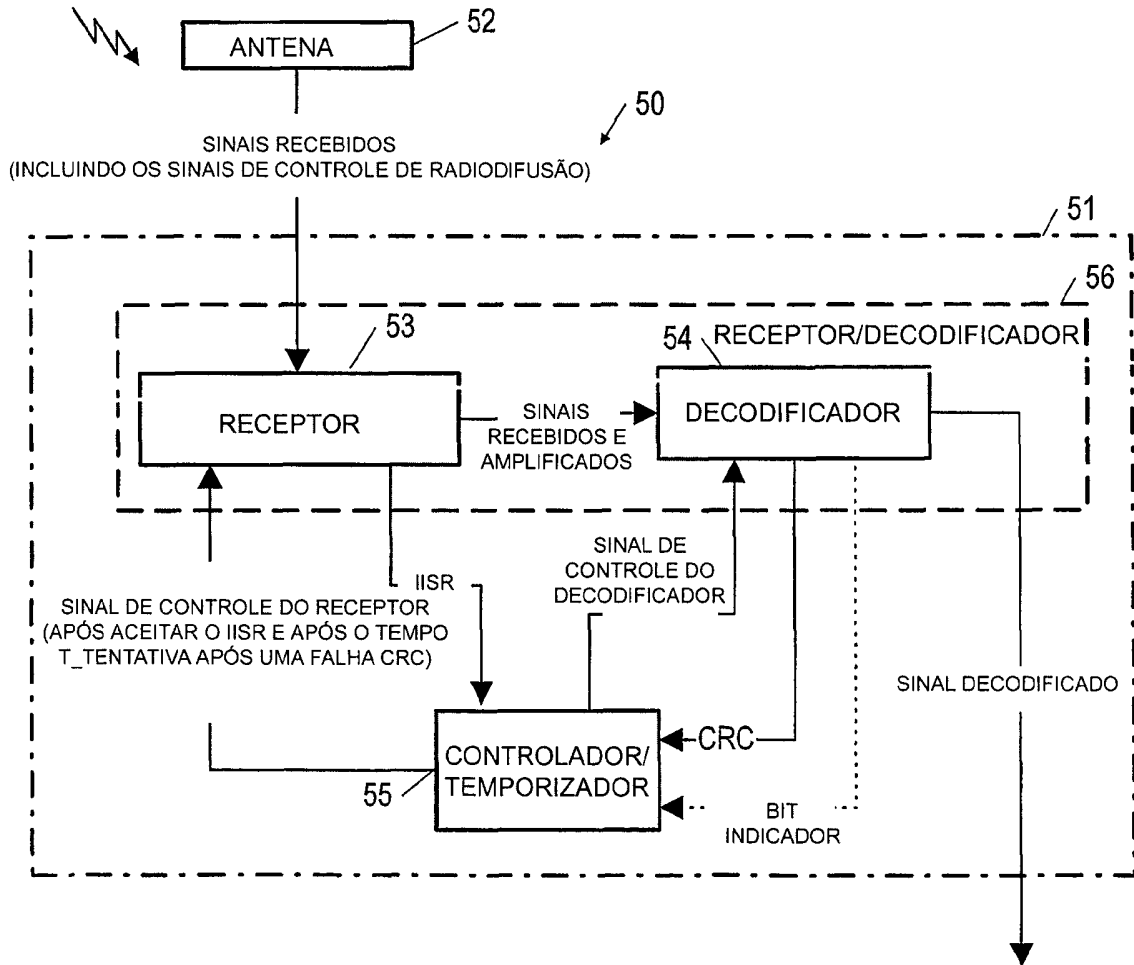 52
ANTENA
50
SINAIS RECEBIDOS
(INCLUINDO OS SINAIS DE CONTROLE DE RADIODIFUSÃO)
51
56
53
54
RECEPTOR/DECODIFICADOR
RECEPTOR
SINAIS
RECEBIDOS E
AMPLIFICADOS
DECODIFICADOR
SINAL DE
CONTROLE DO
DECODIFICADOR
IISR
SINAL DE CONTROLE DO RECEPTOR
(APÓS ACEITAR O IISR E APÓS O TEMPO
T_TENTATIVA APÓS UMA FALHA CRC)
SINAL DECODIFICADO
CRC
CONTROLADOR/
TEMPORIZADOR
55
BIT
INDICADOR